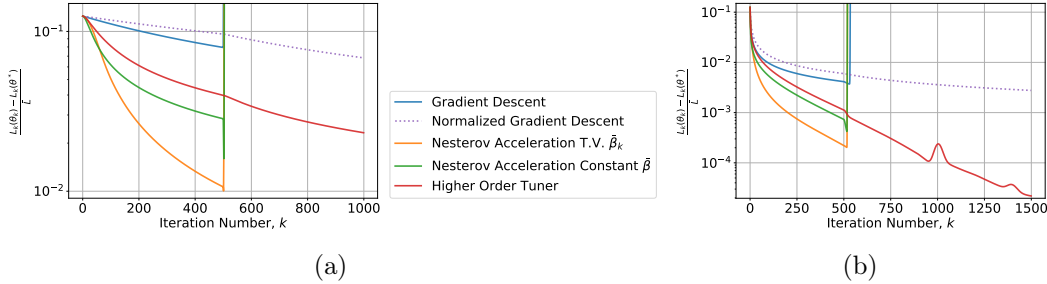 10^{-1}
10^{-2}
\frac{L_k(\theta_k) - L_k(\theta^*)}{\bar{L}}
0 200 400 600 800 1000
Iteration Number, k
(a)
Gradient Descent
Normalized Gradient Descent
Nesterov Acceleration T.V. \bar{β}_k
Nesterov Acceleration Constant \bar{β}
Higher Order Tuner
10^{-1}
10^{-2}
10^{-3}
10^{-4}
\frac{L_k(\theta_k) - L_k(\theta^*)}{\bar{L}}
0 250 500 750 1000 1250 1500
Iteration Number, k
(b)